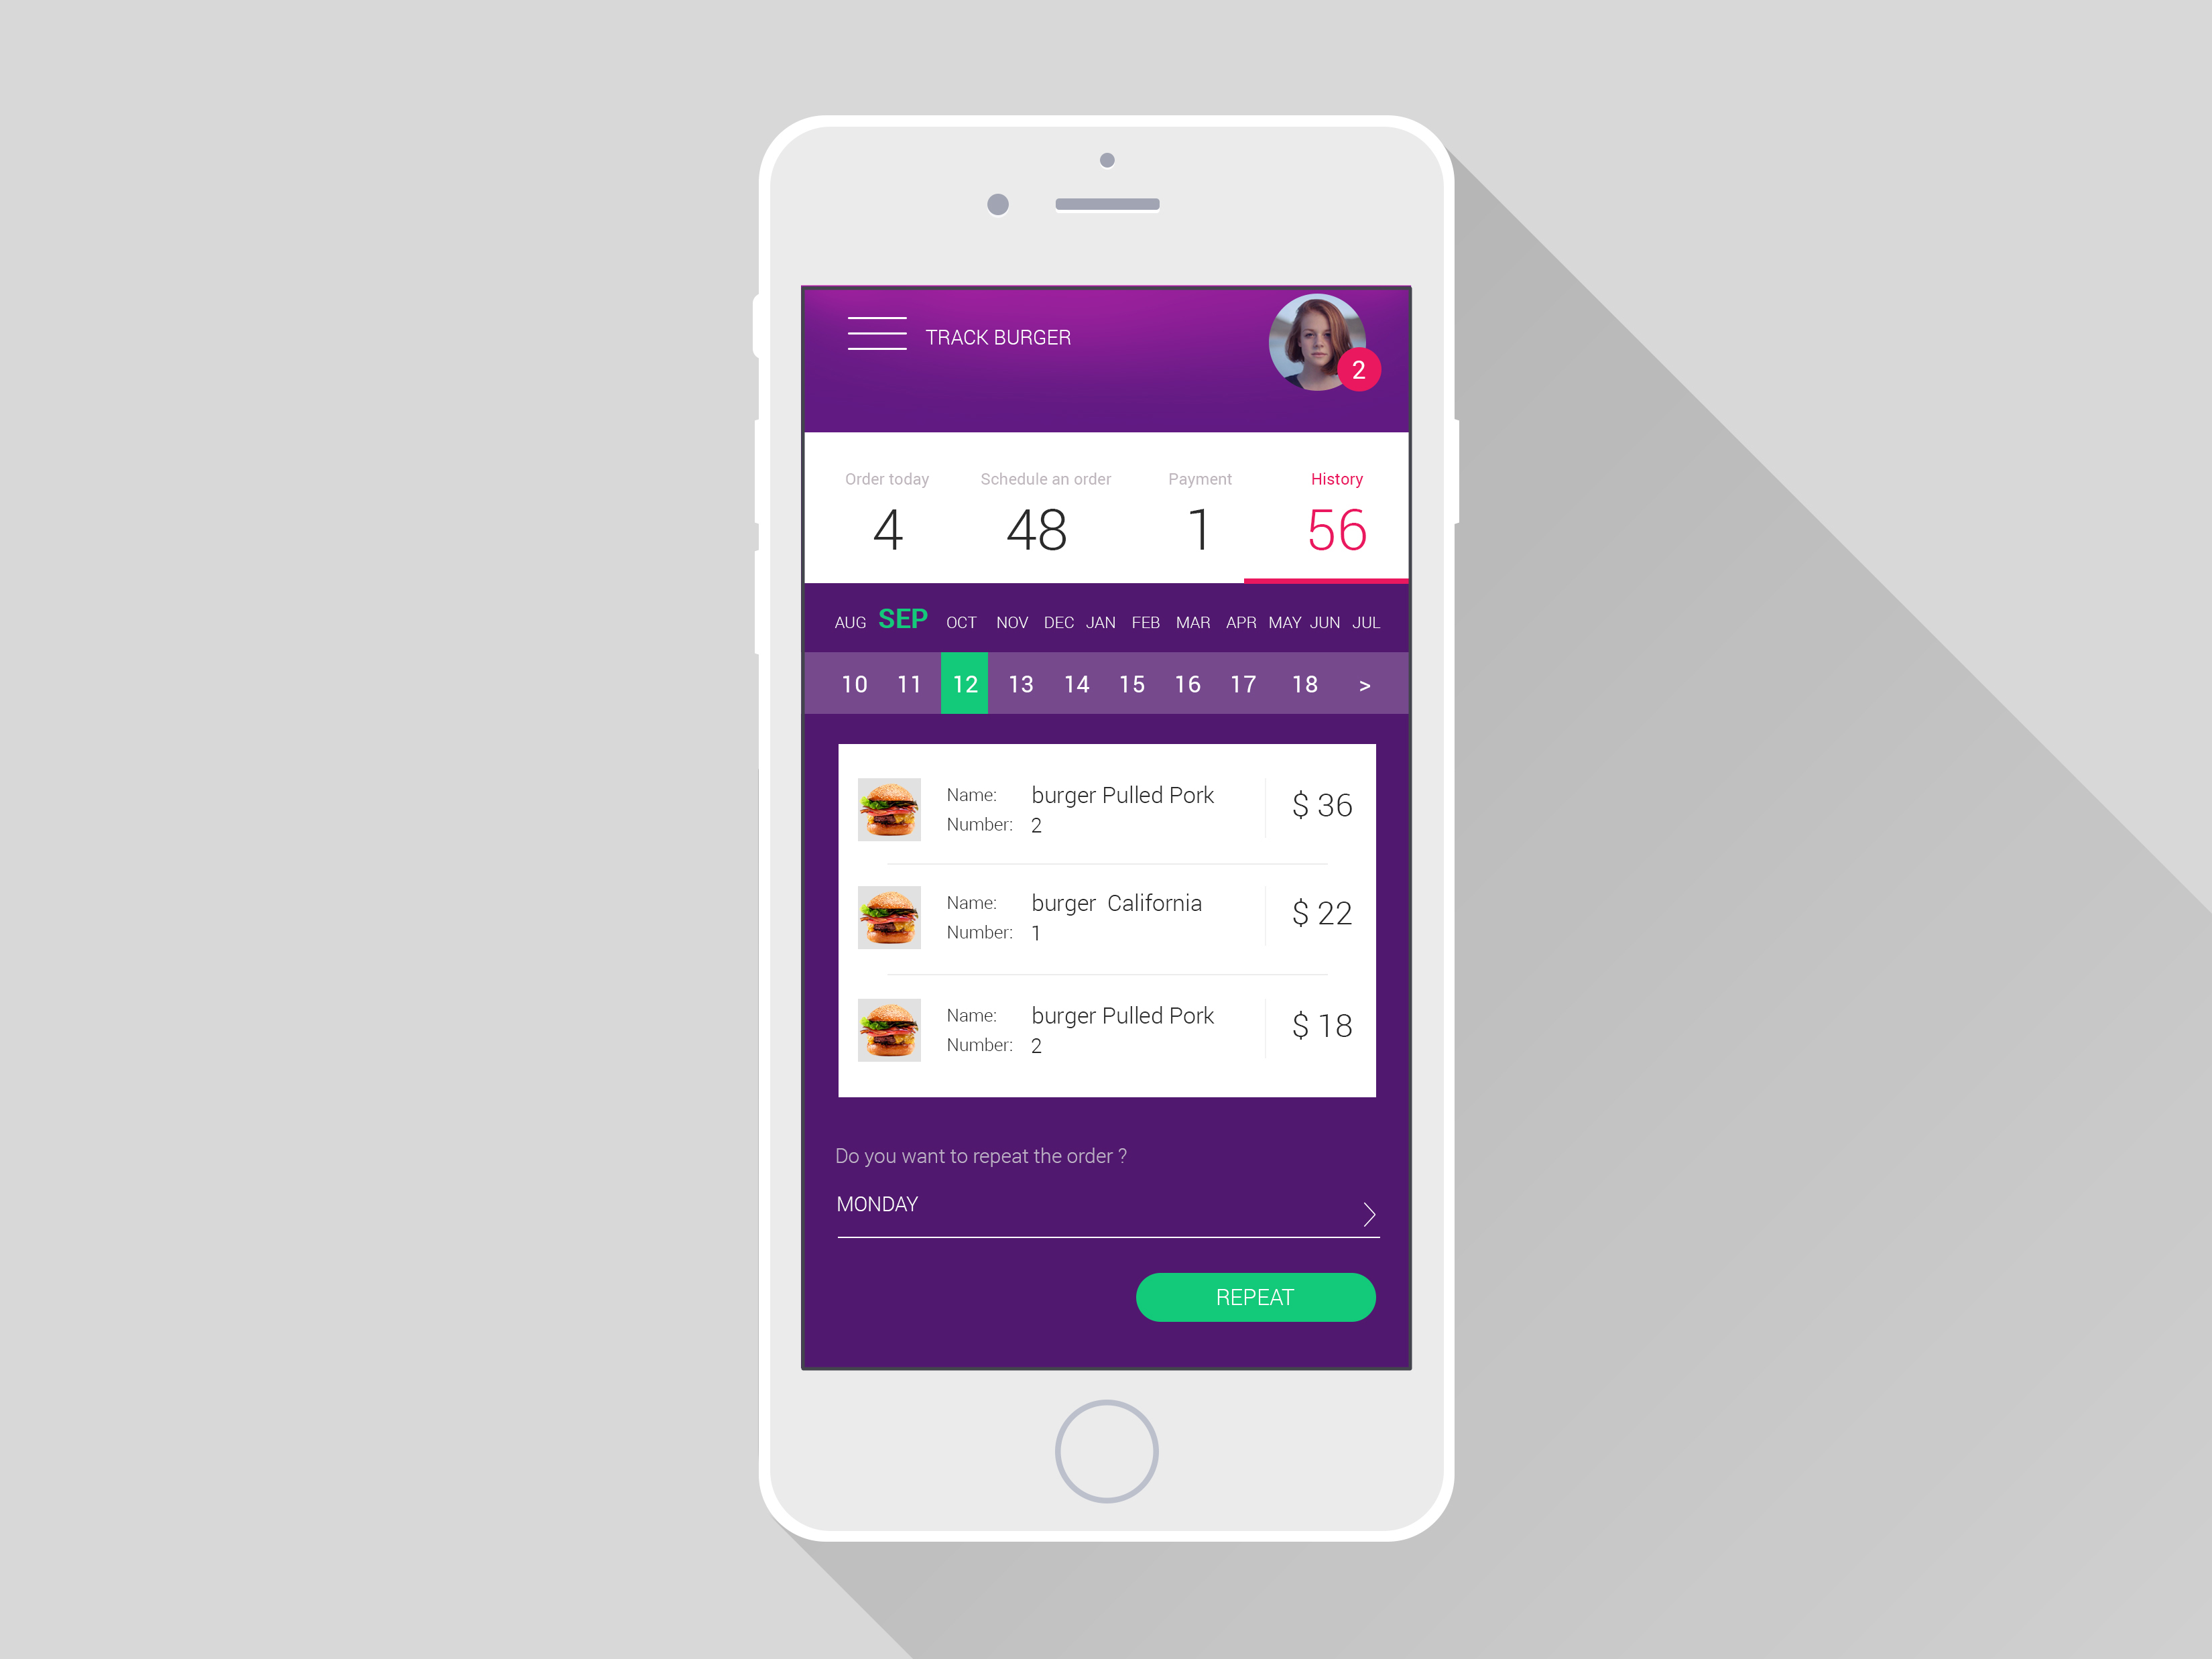 TRACK BURGER
2
Order today Schedule an order Payment History
4 48 1 56
AUG SEP OCT NOV DEC JAN FEB MAR APR MAY JUN JUL
10 11 12 13 14 15 16 17 18 >
Name: burger Pulled Pork
$ 36
Number: 2
Name: burger California
$ 22
Number: 1
Name: burger Pulled Pork
$ 18
Number: 2
Do you want to repeat the order ?
MONDAY
REPEAT